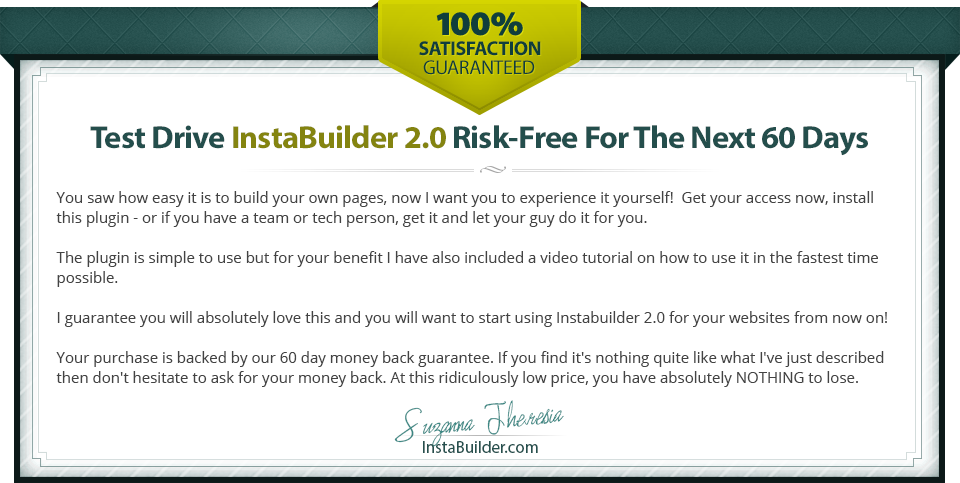 100%
SATISFACTION
GUARANTEED
Test Drive InstaBuilder 2.0 Risk-Free For The Next 60 Days
You saw how easy it is to build your own pages, now I want you to experience it yourself!  Get your access now, install
this plugin - or if you have a team or tech person, get it and let your guy do it for you.
The plugin is simple to use but for your benefit I have also included a video tutorial on how to use it in the fastest time
possible.
I guarantee you will absolutely love this and you will want to start using Instabuilder 2.0 for your websites from now on!
Your purchase is backed by our 60 day money back guarantee. If you find it's nothing quite like what I've just described
then don't hesitate to ask for your money back. At this ridiculously low price, you have absolutely NOTHING to lose.
Suzanna Theresia
InstaBuilder.com